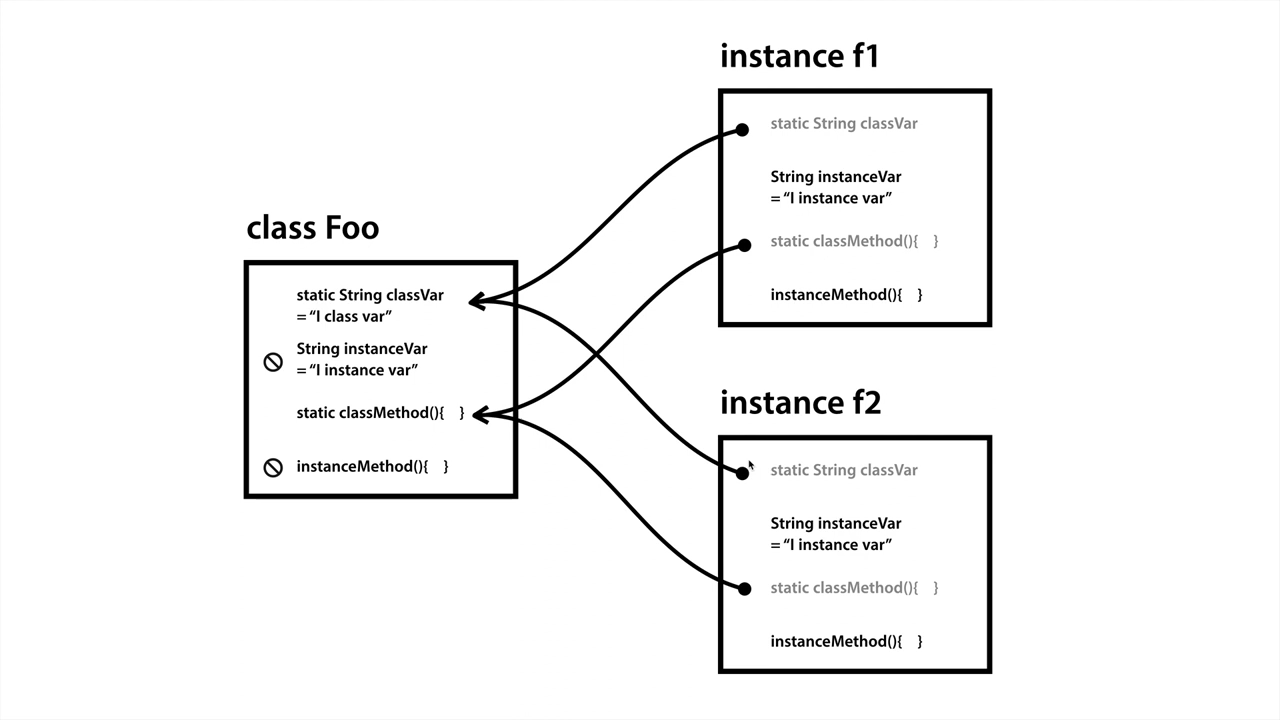 class Foo
static String classVar
= “I class var”
String instanceVar
= “I instance var”
static classMethod(){ }
instanceMethod(){ }
instance f1
static String classVar
String instanceVar
= “I instance var”
static classMethod(){ }
instanceMethod(){ }
instance f2
static String classVar
String instanceVar
= “I instance var”
static classMethod(){ }
instanceMethod(){ }